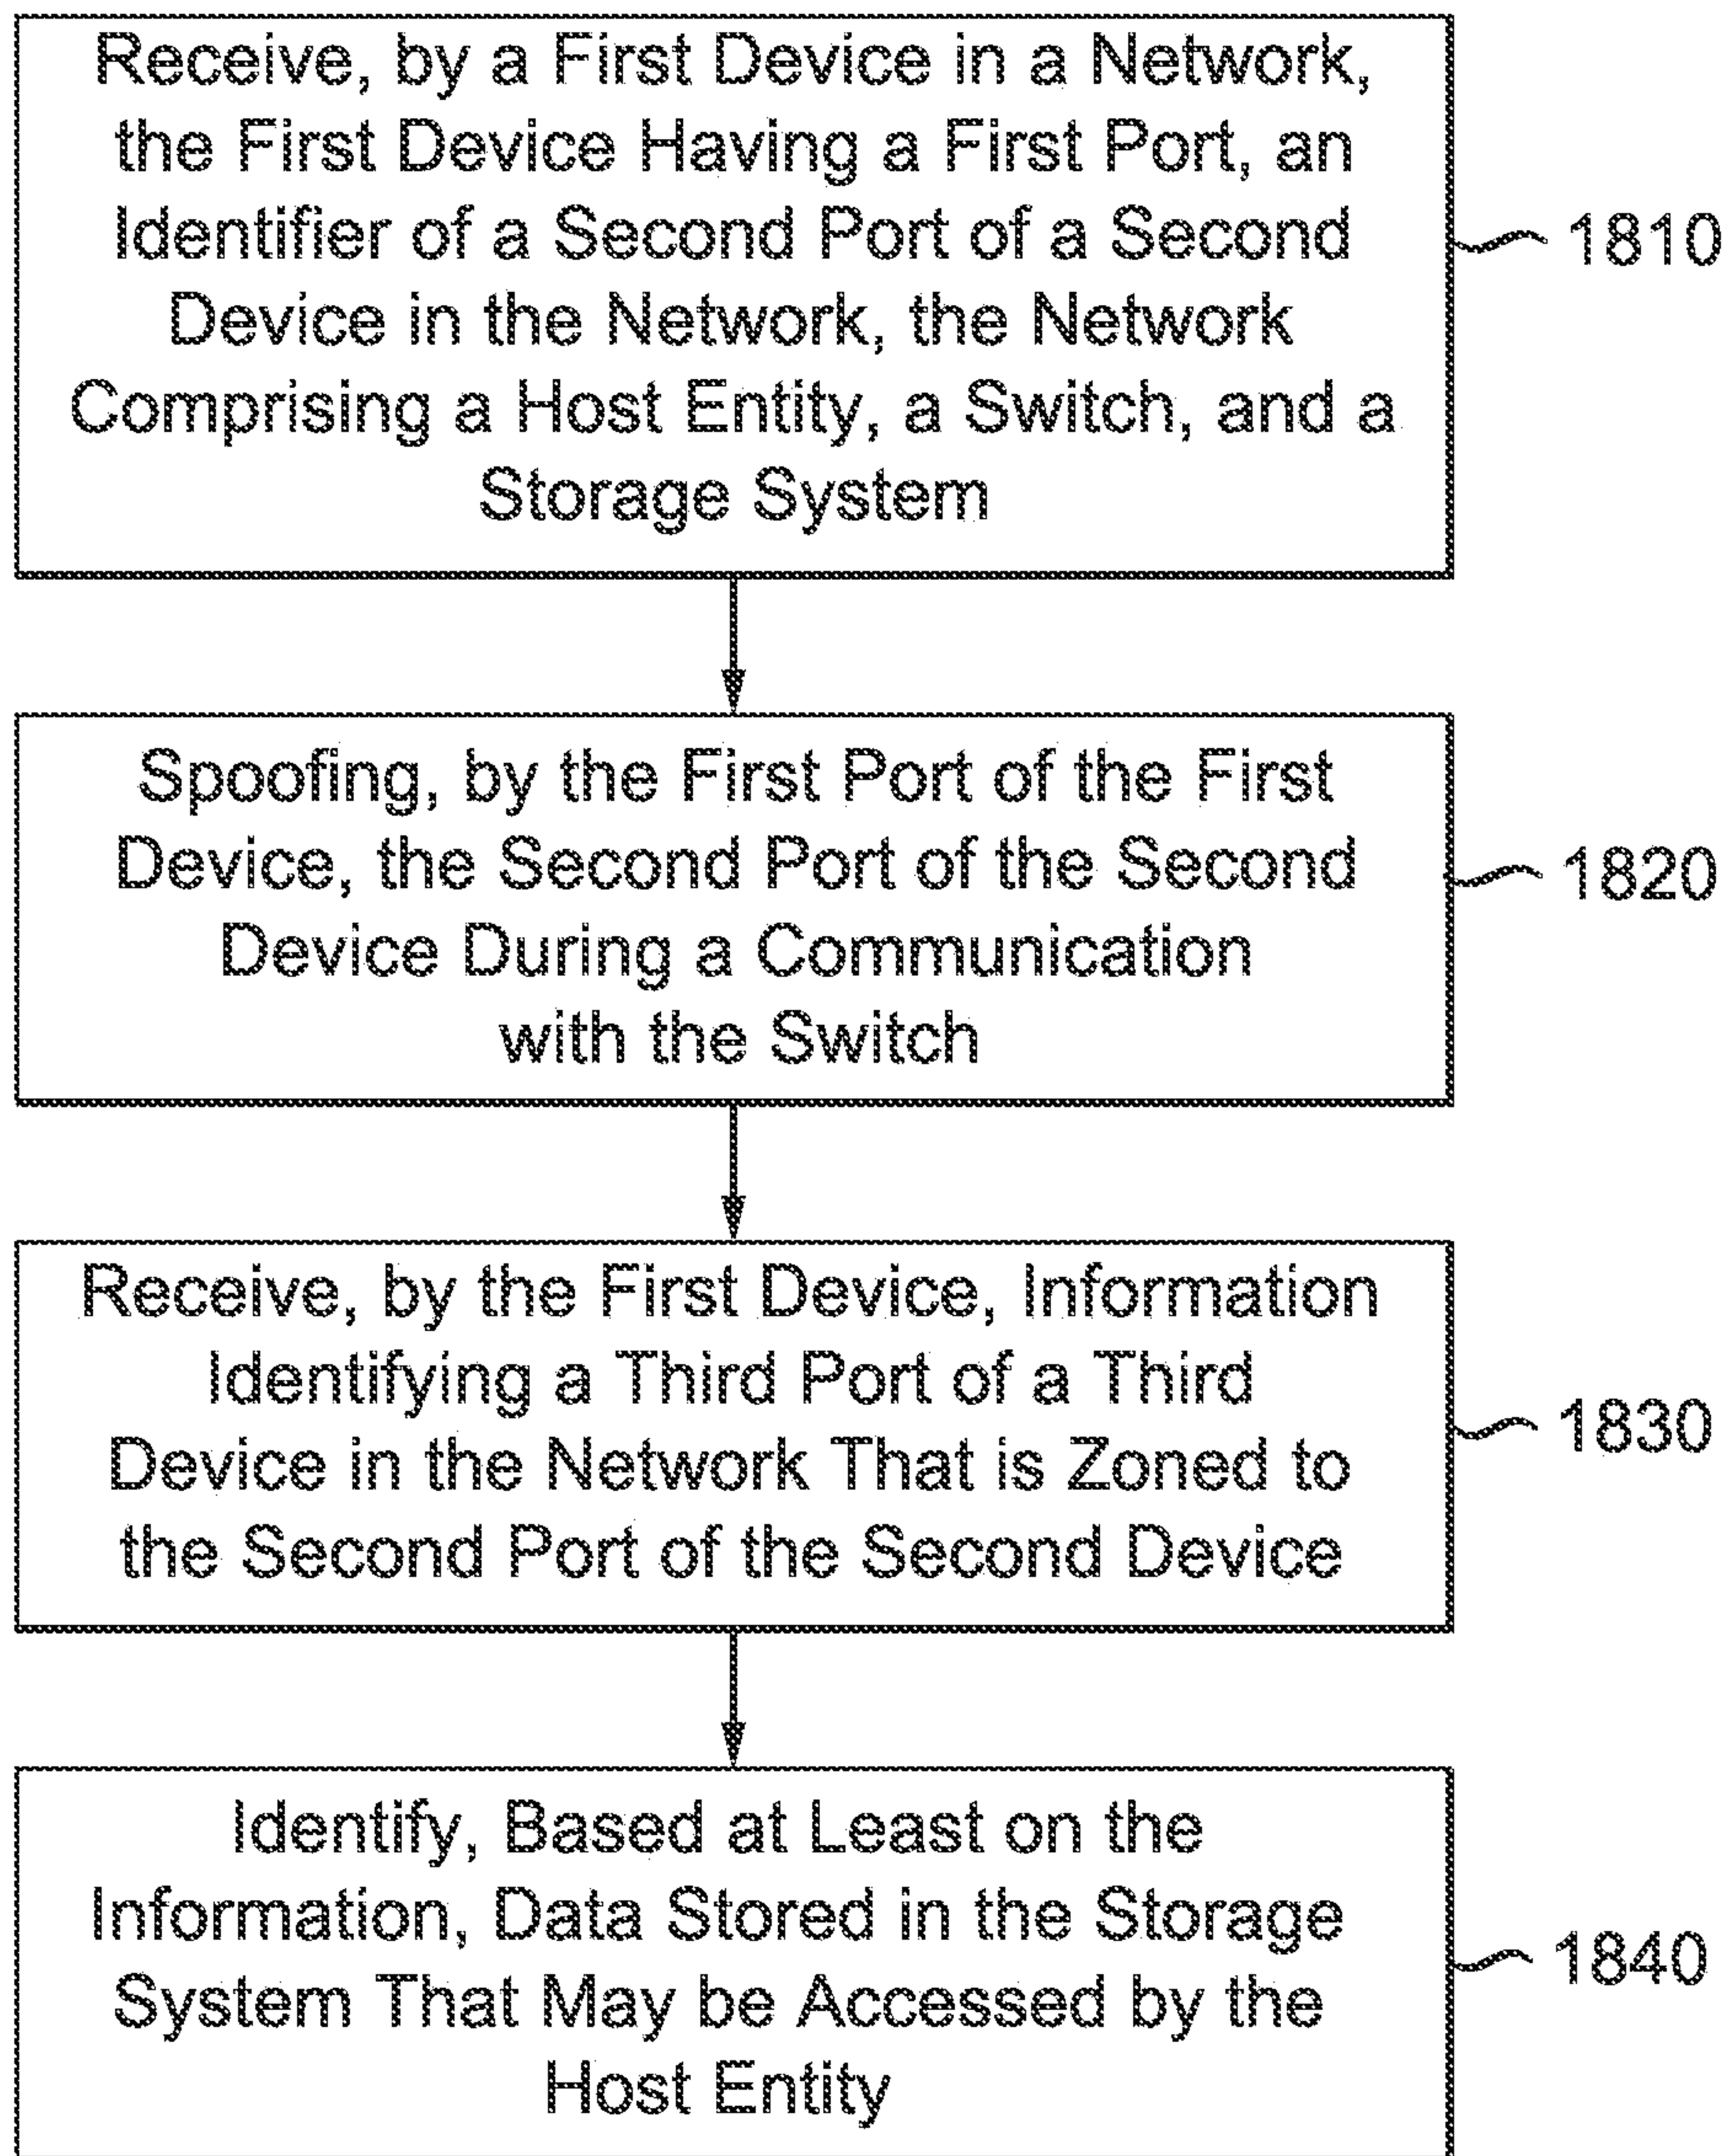 Receive, by a First Device in a Network,
the First Device Having a First Port, an
Identifier of a Second Port of a Second
Device in the Network, the Network
Comprising a Host Entity, a Switch, and a
Storage System
1810
Spoofing, by the First Port of the First
Device, the Second Port of the Second
Device During a Communication
with the Switch
1820
Receive, by the First Device, Information
Identifying a Third Port of a Third
Device in the Network That is Zoned to
the Second Port of the Second Device
1830
Identify, Based at Least on the
Information, Data Stored in the Storage
System That May be Accessed by the
Host Entity
1840